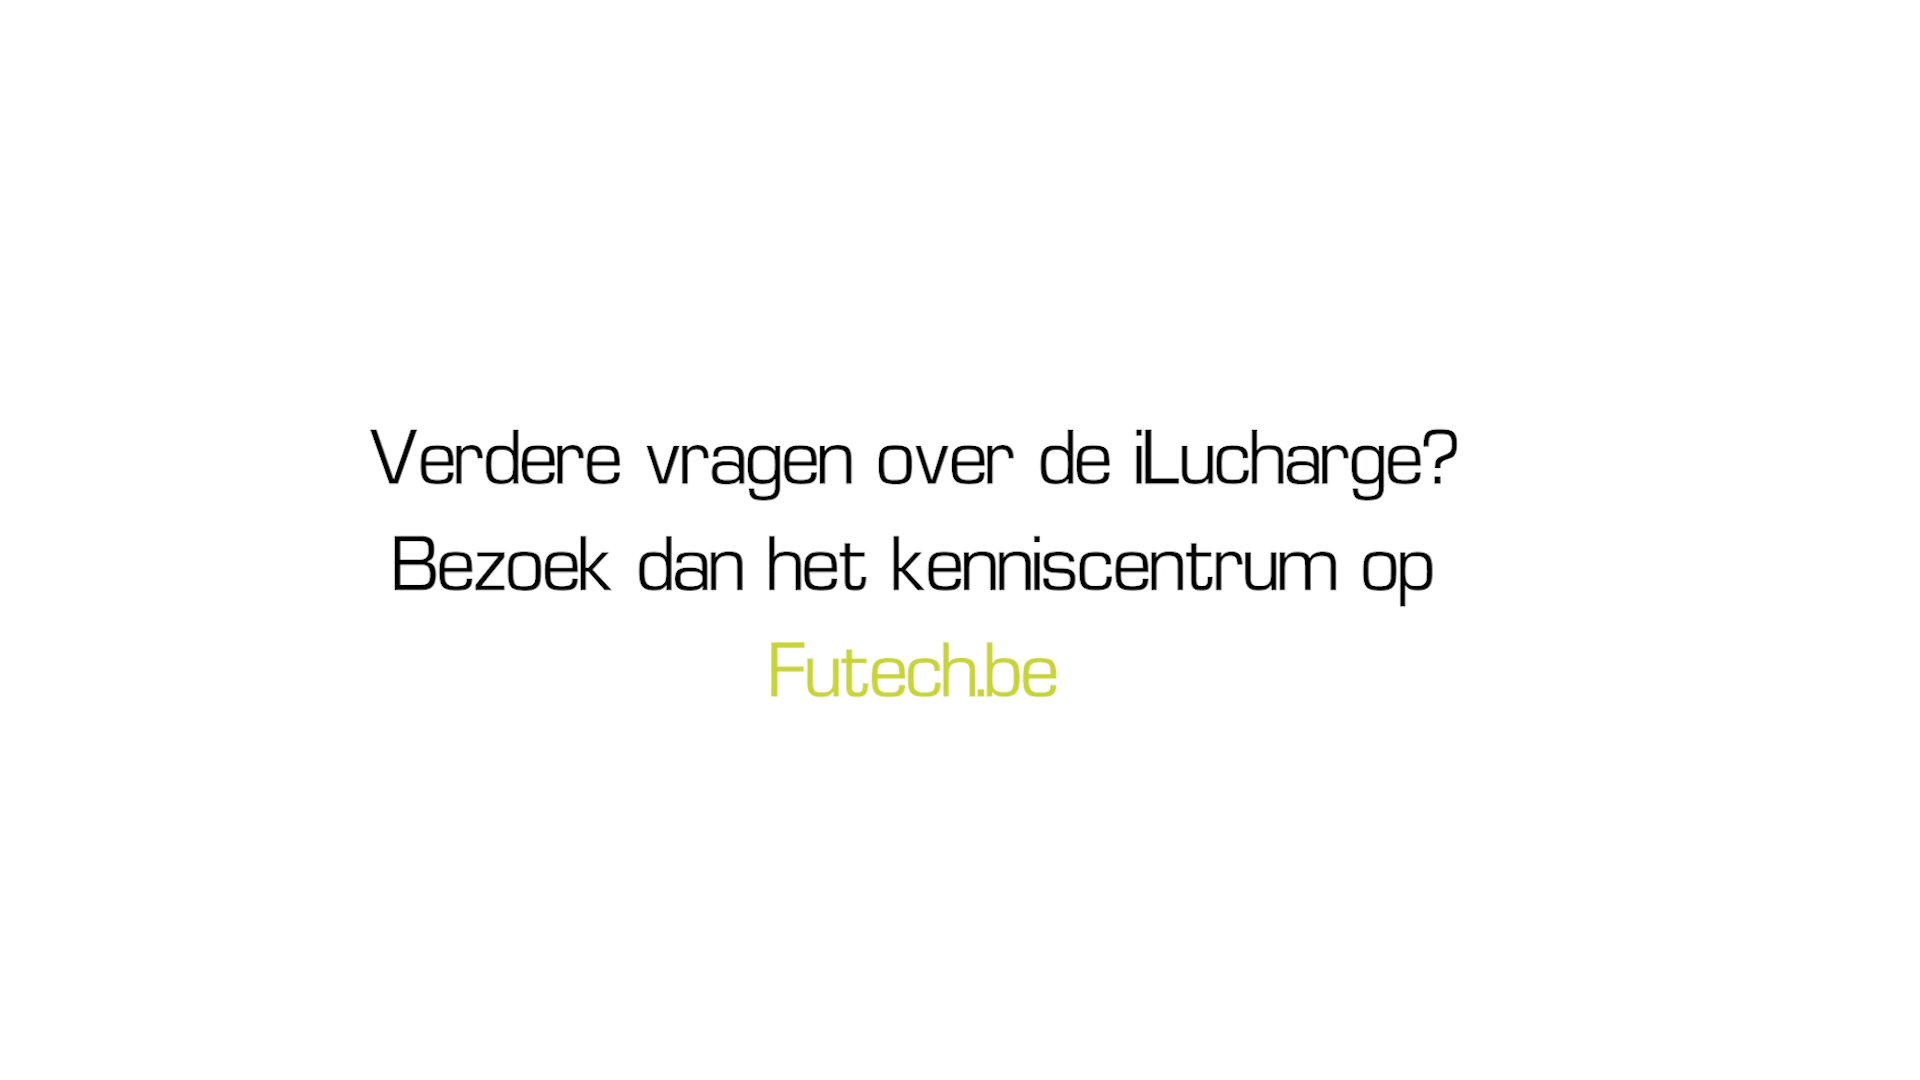 Verdere vragen over de iLucharge?
Bezoek dan het kenniscentrum op
Futech.be